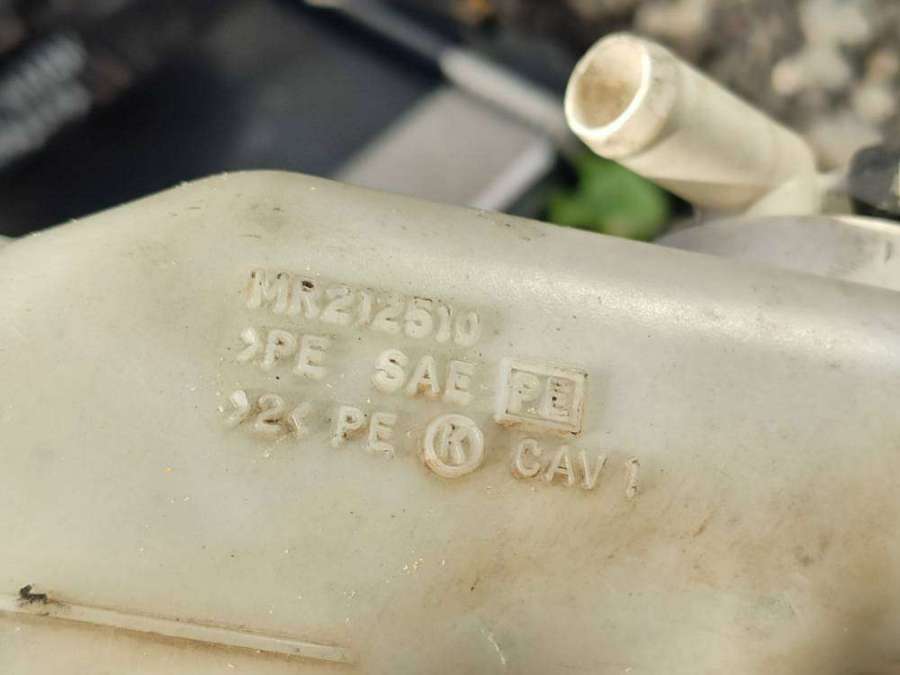 MR212510
>PE SAE PE
>2< PE K CAV 1